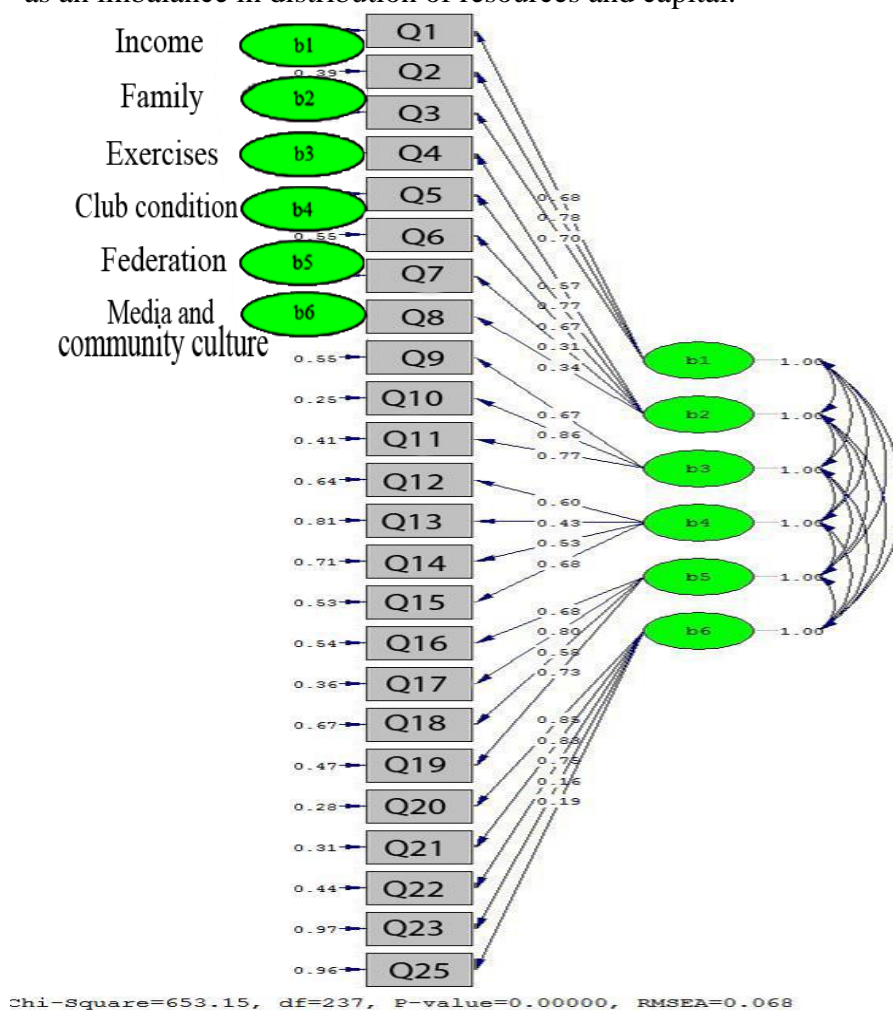 as an imbalance in distribution of resources and capital.
Income b1 Q1
0.39 Q2
Family b2
Q3
Exercises b3 Q4
Q5
Club condition b4
0.55 Q6
Federation b5 Q7
Media and b6 Q8
community culture
0.55 Q9
0.25 Q10
0.41 Q11
0.64 Q12
0.81 Q13
0.71 Q14
0.53 Q15
0.54 Q16
0.36 Q17
0.67 Q18
0.47 Q19
0.28 Q20
0.31 Q21
0.44 Q22
0.97 Q23
0.96 Q25
0.68
0.78
0.70
0.57
0.77
0.67
0.31
0.34
0.67
0.86
0.77
0.60
0.43
0.53
0.68
0.68
0.80
0.58
0.73
0.85
0.83
0.75
0.16
0.19
b1 1.00
b2 1.00
b3 1.00
b4 1.00
b5 1.00
b6 1.00
Chi-Square=653.15, df=237, P-value=0.00000, RMSEA=0.068